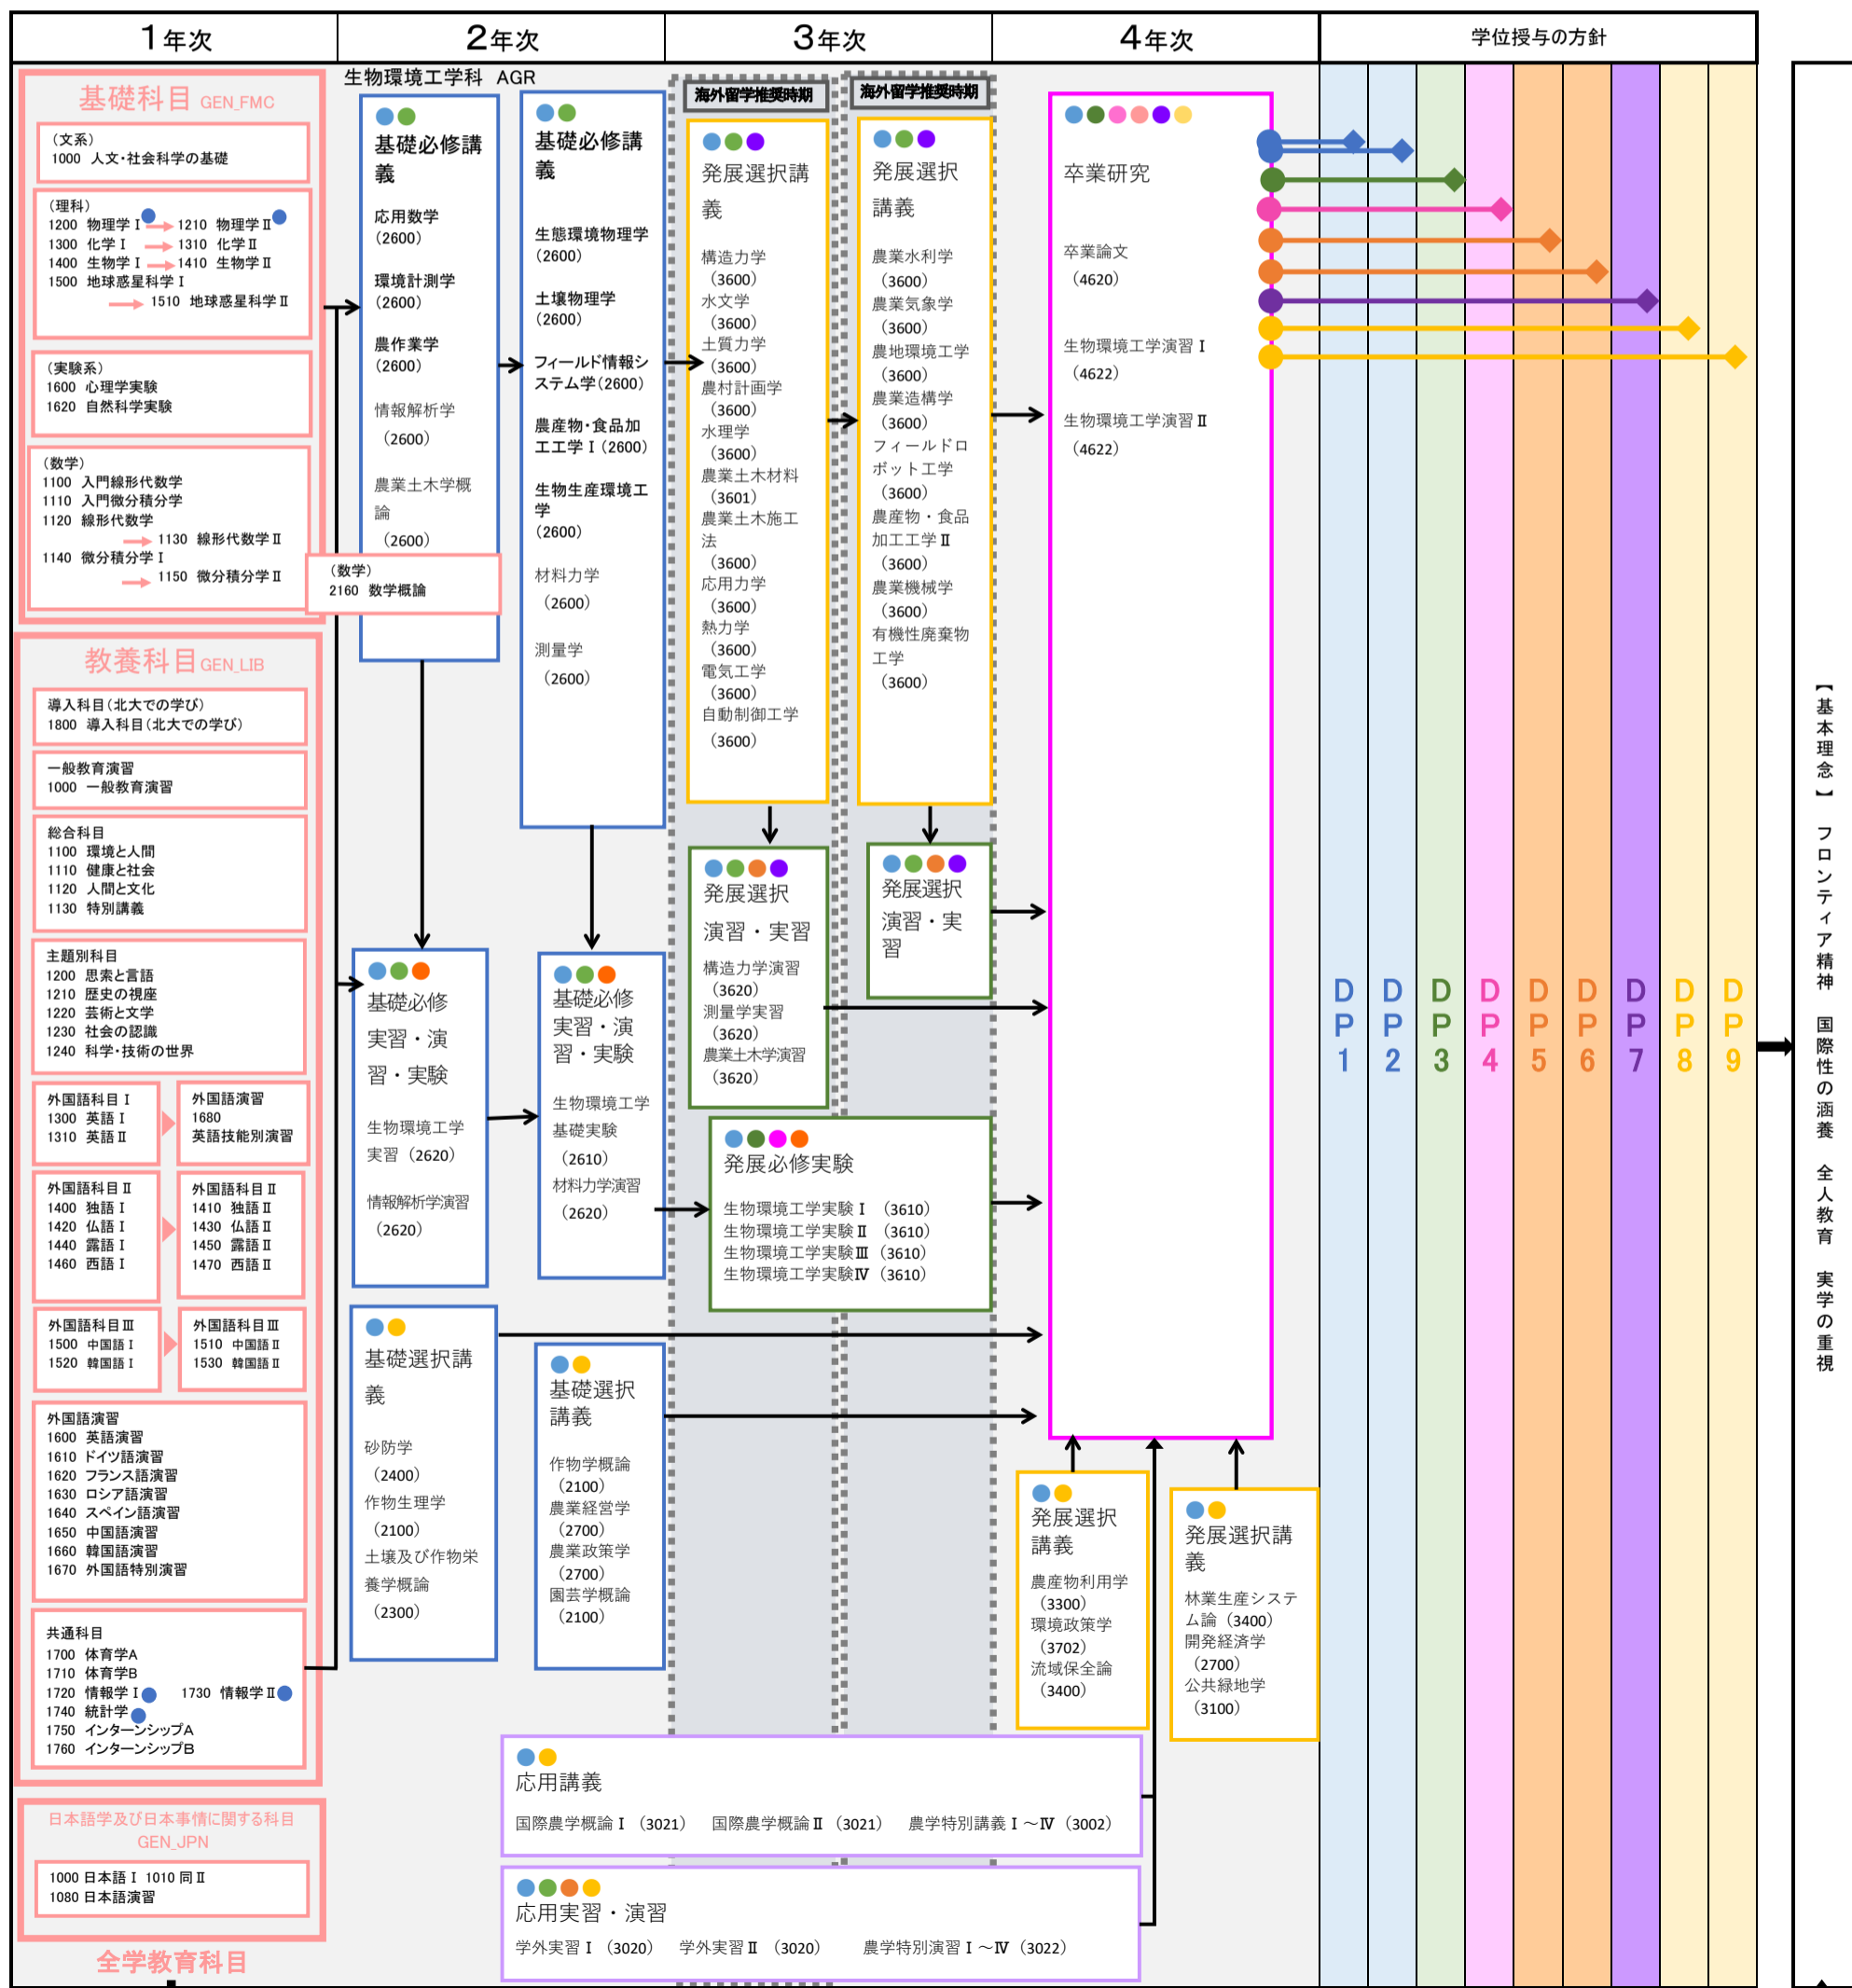 1年次
2年次
3年次
4年次
学位授与の方針
基礎科目 GEN_FMC
（文系）
1000 人文・社会科学の基礎
（理科）
1200 物理学Ⅰ 1210 物理学Ⅱ
1300 化学Ⅰ 1310 化学Ⅱ
1400 生物学Ⅰ 1410 生物学Ⅱ
1500 地球惑星科学Ⅰ
1510 地球惑星科学Ⅱ
（実験系）
1600 心理学実験
1620 自然科学実験
（数学）
1100 入門線形代数学
1110 入門微分積分学
1120 線形代数学
1130 線形代数学Ⅱ
1140 微分積分学Ⅰ
1150 微分積分学Ⅱ
（数学）
2160 数学概論
教養科目 GEN_LIB
導入科目（北大での学び）
1800 導入科目（北大での学び）
一般教育演習
1000 一般教育演習
総合科目
1100 環境と人間
1110 健康と社会
1120 人間と文化
1130 特別講義
主題別科目
1200 思索と言語
1210 歴史の視座
1220 芸術と文学
1230 社会の認識
1240 科学・技術の世界
外国語科目Ⅰ
1300 英語Ⅰ
1310 英語Ⅱ
外国語演習
1680
英語技能別演習
外国語科目Ⅱ
1400 独語Ⅰ
1420 仏語Ⅰ
1440 露語Ⅰ
1460 西語Ⅰ
外国語科目Ⅱ
1410 独語Ⅱ
1430 仏語Ⅱ
1450 露語Ⅱ
1470 西語Ⅱ
外国語科目Ⅲ
1500 中国語Ⅰ
1520 韓国語Ⅰ
外国語科目Ⅲ
1510 中国語Ⅱ
1530 韓国語Ⅱ
外国語演習
1600 英語演習
1610 ドイツ語演習
1620 フランス語演習
1630 ロシア語演習
1640 スペイン語演習
1650 中国語演習
1660 韓国語演習
1670 外国語特別演習
共通科目
1700 体育学A
1710 体育学B
1720 情報学Ⅰ 1730 情報学Ⅱ
1740 統計学
1750 インターンシップA
1760 インターンシップB
日本語学及び日本事情に関する科目
GEN_JPN
1000 日本語Ⅰ 1010 同Ⅱ
1080 日本語演習
全学教育科目
生物環境工学科 AGR
基礎必修講
義
応用数学
（2600）
環境計測学
（2600）
農作業学
（2600）
情報解析学
（2600）
農業土木学概
論
（2600）
基礎必修講
義
生態環境物理学
（2600）
土壌物理学
（2600）
フィールド情報シ
ステム学（2600）
農産物・食品加
工工学Ⅰ（2600）
生物生産環境工
学
（2600）
材料力学
（2600）
測量学
（2600）
基礎必修
実習・演
習・実験
生物環境工学
実習（2620）
情報解析学演習
（2620）
基礎必修
実習・演
習・実験
生物環境工学
基礎実験
（2610）
材料力学演習
（2620）
基礎選択講
義
砂防学
（2400）
作物生理学
（2100）
土壌及び作物栄
養学概論
（2300）
基礎選択
講義
作物学概論
（2100）
農業経営学
（2700）
農業政策学
（2700）
園芸学概論
（2100）
海外留学推奨時期
発展選択講
義
構造力学
（3600）
水文学
（3600）
土質力学
（3600）
農村計画学
（3600）
水理学
（3600）
農業土木材料
（3601）
農業土木施工
法
（3600）
応用力学
（3600）
熱力学
（3600）
電気工学
（3600）
自動制御工学
（3600）
海外留学推奨時期
発展選択
講義
農業水利学
（3600）
農業気象学
（3600）
農地環境工学
（3600）
農業造構学
（3600）
フィールドロ
ボット工学
（3600）
農産物・食品
加工工学Ⅱ
（3600）
農業機械学
（3600）
有機性廃棄物
工学
（3600）
発展選択
演習・実習
構造力学演習
（3620）
測量学実習
（3620）
農業土木学演習
（3620）
発展選択
演習・実
習
発展必修実験
生物環境工学実験Ⅰ（3610）
生物環境工学実験Ⅱ（3610）
生物環境工学実験Ⅲ（3610）
生物環境工学実験Ⅳ（3610）
卒業研究
卒業論文
（4620）
生物環境工学演習Ⅰ
（4622）
生物環境工学演習Ⅱ
（4622）
発展選択
講義
農産物利用学
（3300）
環境政策学
（3702）
流域保全論
（3400）
発展選択講
義
林業生産システ
ム論（3400）
開発経済学
（2700）
公共緑地学
（3100）
応用講義
国際農学概論Ⅰ（3021） 国際農学概論Ⅱ（3021） 農学特別講義Ⅰ～Ⅳ（3002）
応用実習・演習
学外実習Ⅰ（3020） 学外実習Ⅱ（3020） 農学特別演習Ⅰ～Ⅳ（3022）
DP1
DP2
DP3
DP4
DP5
DP6
DP7
DP8
DP9
【基本理念】 フロンティア精神 国際性の涵養 全人教育 実学の重視